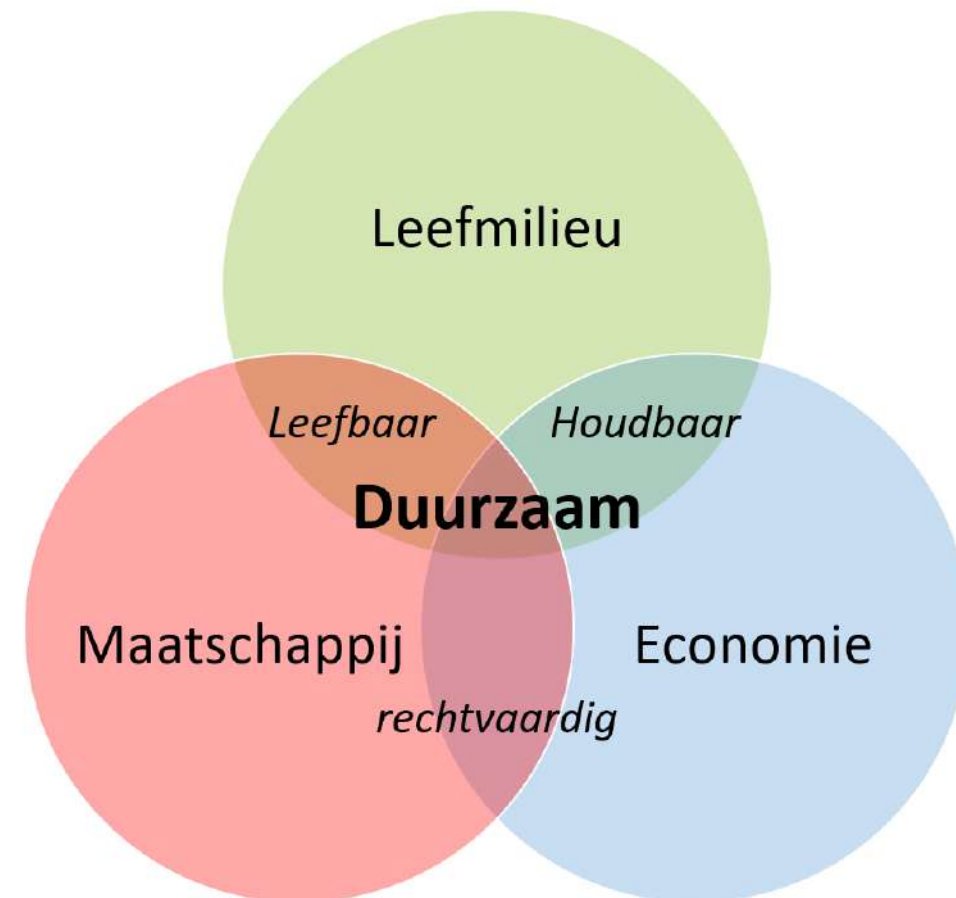 Leefmilieu
Leefbaar
Houdbaar
Duurzaam
Maatschappij
Economie
rechtvaardig